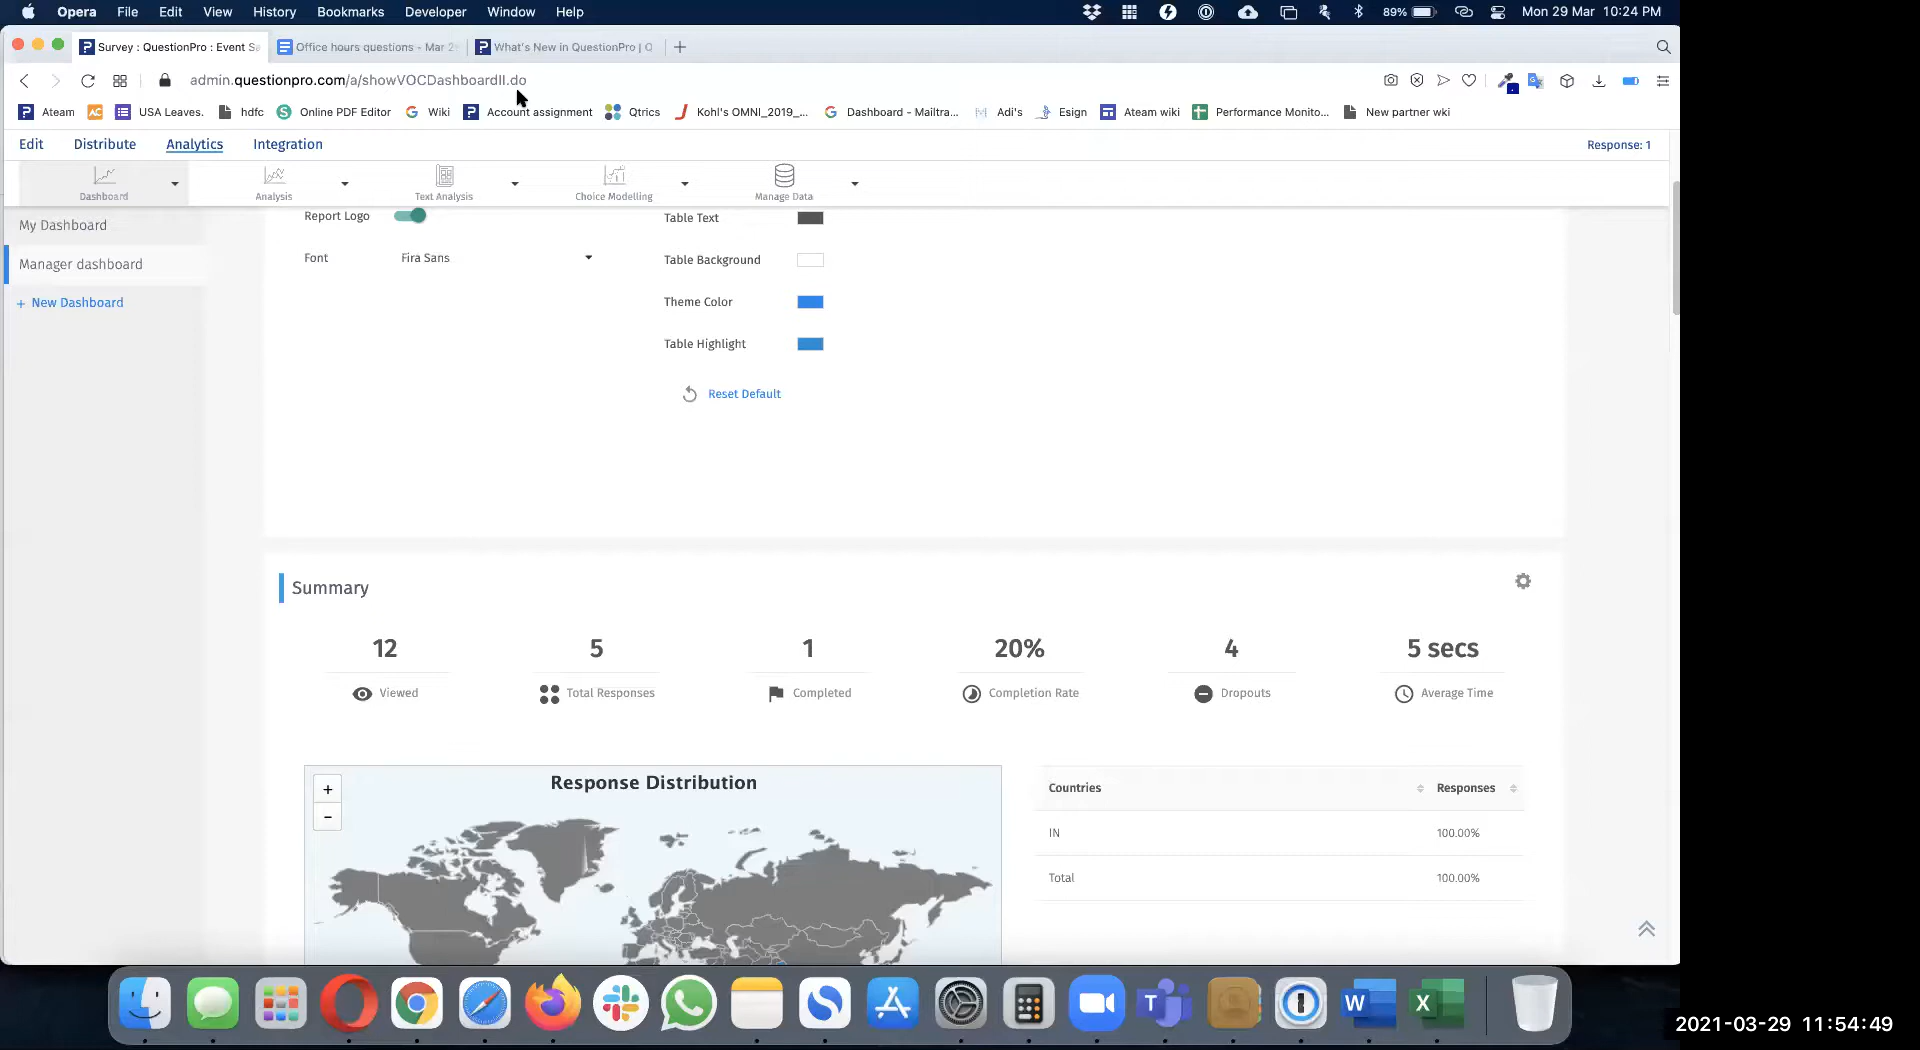 Opera File Edit View History Bookmarks Developer Window Help 89% Mon 29 Mar 10:24 PM
Survey : QuestionPro : Event Sa Office hours questions - Mar 2 What's New in QuestionPro | Q
admin.questionpro.com/a/showVOCDashboardII.do
Ateam USA Leaves. hdfc Online PDF Editor Wiki Account assignment Qtrics Kohl's OMNI_2019_... Dashboard - Mailtra... Adi's Esign Ateam wiki Performance Monito... New partner wki
Edit Distribute Analytics Integration Response: 1
Dashboard Analysis Text Analysis Choice Modelling Manage Data
My Dashboard
Manager dashboard
+ New Dashboard
Report Logo Table Text
Font Fira Sans Table Background
Theme Color
Table Highlight
Reset Default
Summary
12 5 1 20% 4 5 secs
Viewed Total Responses Completed Completion Rate Dropouts Average Time
+ Response Distribution
-
Countries Responses
IN 100.00%
Total 100.00%
2021-03-29 11:54:49